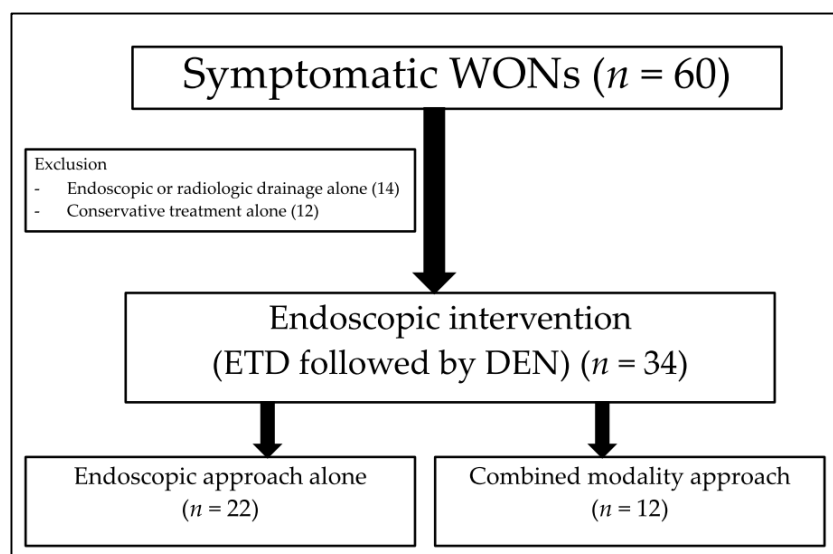 Symptomatic WONs (n = 60)
Exclusion
- Endoscopic or radiologic drainage alone (14)
- Conservative treatment alone (12)
Endoscopic intervention
(ETD followed by DEN) (n = 34)
Endoscopic approach alone
(n = 22)
Combined modality approach
(n = 12)